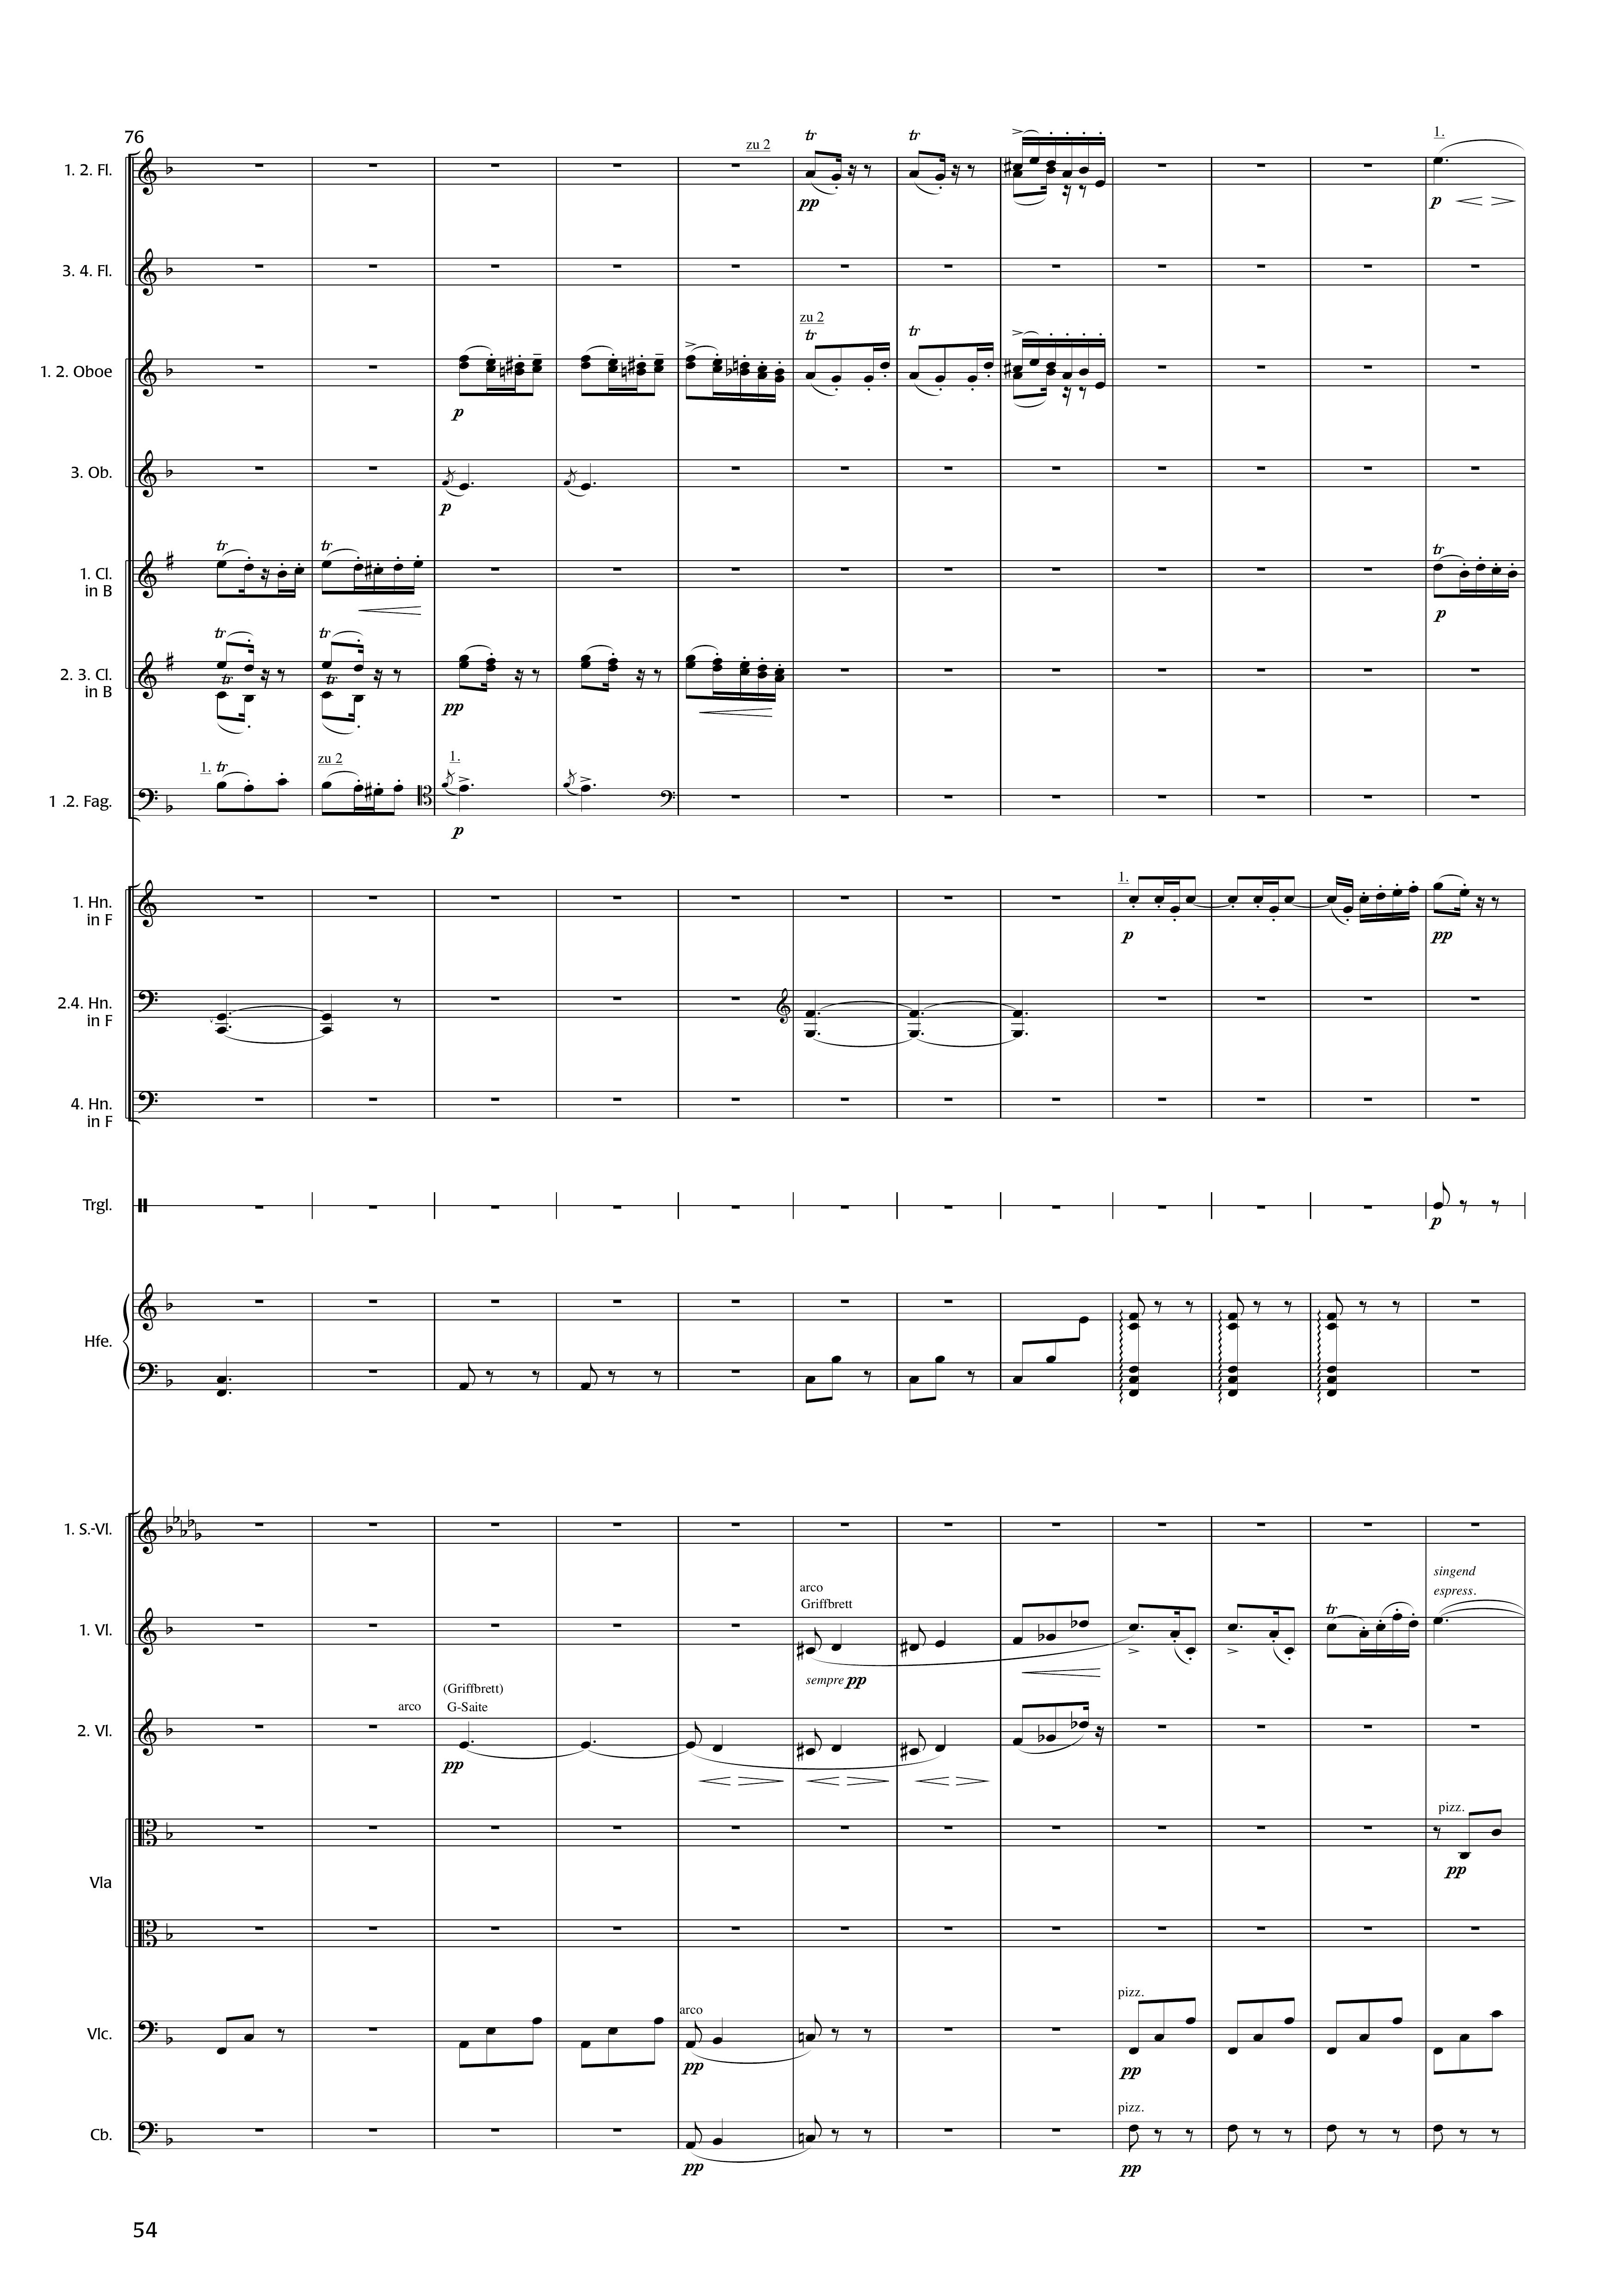 76
1. 2. Fl.
zu 2
tr
tr
1.
pp
p
3. 4. Fl.
1. 2. Oboe
zu 2
tr
tr
p
3. Ob.
p
1. Cl.
in B
tr
tr
tr
p
2. 3. Cl.
in B
tr
tr
tr
tr
pp
1 .2. Fag.
1.
tr
zu 2
1.
p
1. Hn.
in F
1.
p
pp
2.4. Hn.
in F
4. Hn.
in F
Trgl.
p
Hfe.
1. S.-Vl.
1. Vl.
arco
Griffbrett
tr
singend
espress.
sempre pp
2. Vl.
arco
(Griffbrett)
G-Saite
pp
Vla
pizz.
pp
Vlc.
arco
pizz.
pp
pp
Cb.
pizz.
pp
pp
54